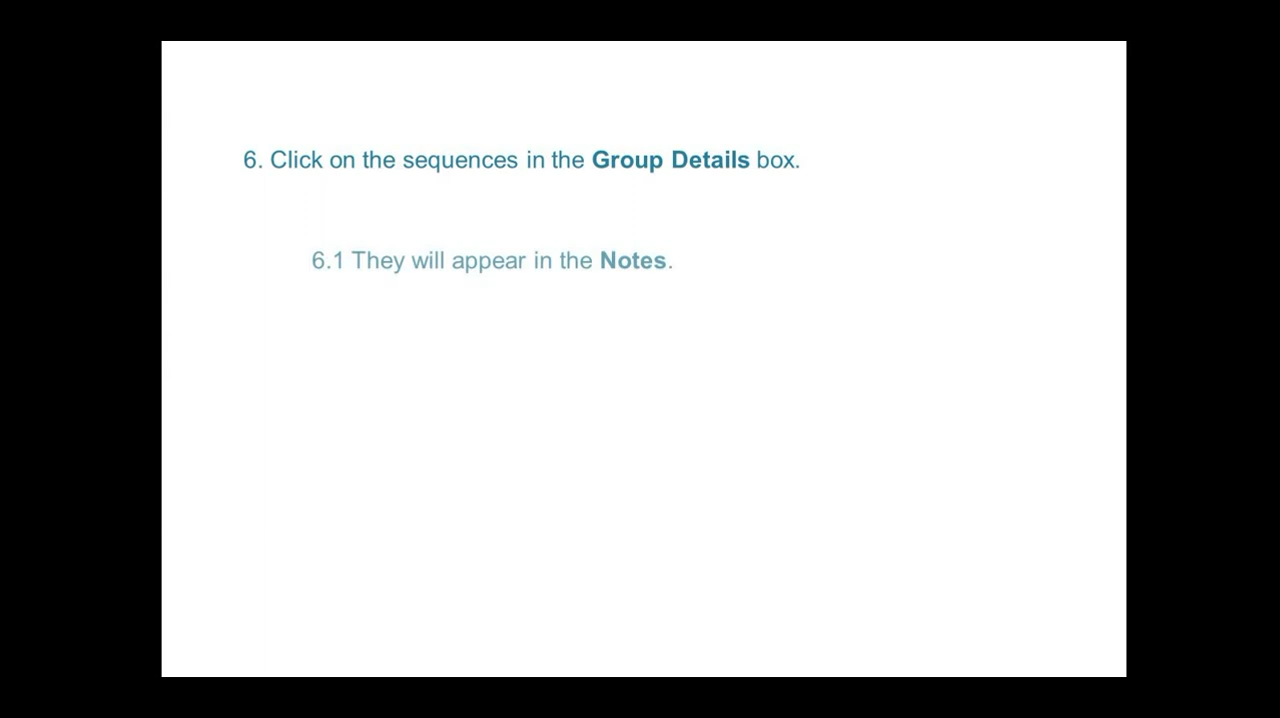 6. Click on the sequences in the Group Details box.
6.1 They will appear in the Notes.